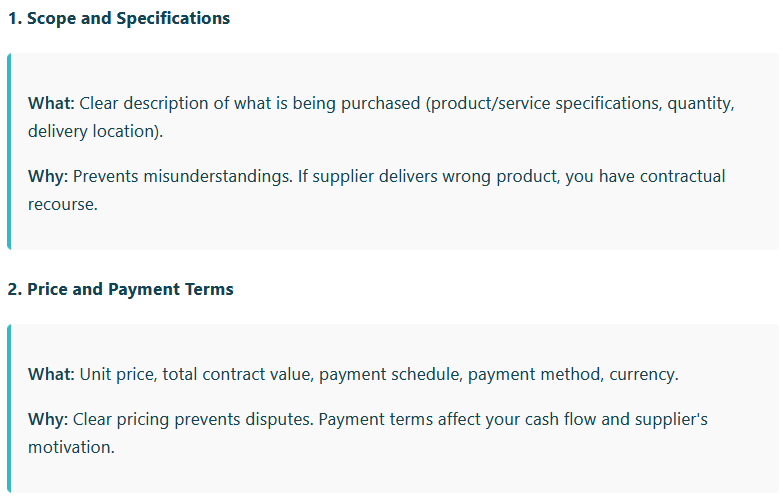 1. Scope and Specifications
What: Clear description of what is being purchased (product/service specifications, quantity,
delivery location).
Why: Prevents misunderstandings. If supplier delivers wrong product, you have contractual
recourse.
2. Price and Payment Terms
What: Unit price, total contract value, payment schedule, payment method, currency.
Why: Clear pricing prevents disputes. Payment terms affect your cash flow and supplier's
motivation.